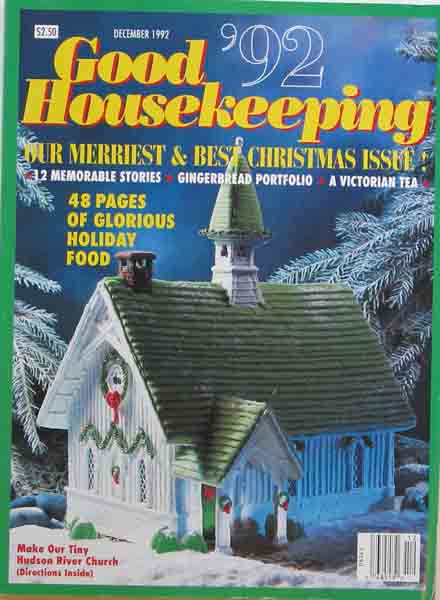 $2.50
DECEMBER 1992
'92
Good
Housekeeping
OUR MERRIEST & BEST CHRISTMAS ISSUE!
12 MEMORABLE STORIES GINGERBREAD PORTFOLIO A VICTORIAN TEA
48 PAGES
OF GLORIOUS
HOLIDAY
FOOD
Make Our Tiny
Hudson River Church
(Directions Inside)